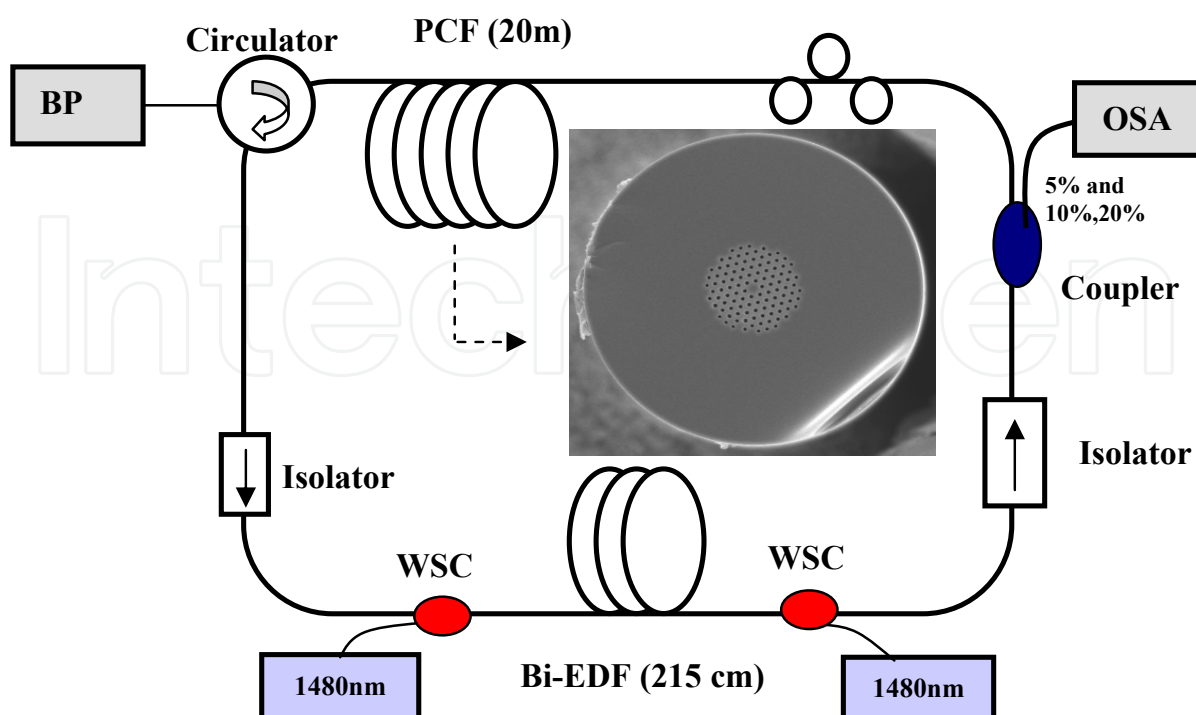 PCF (20m)
Circulator
BP
OSA
5% and
10%,20%
Coupler
Isolator
Isolator
WSC
WSC
1480nm
Bi-EDF (215 cm)
1480nm